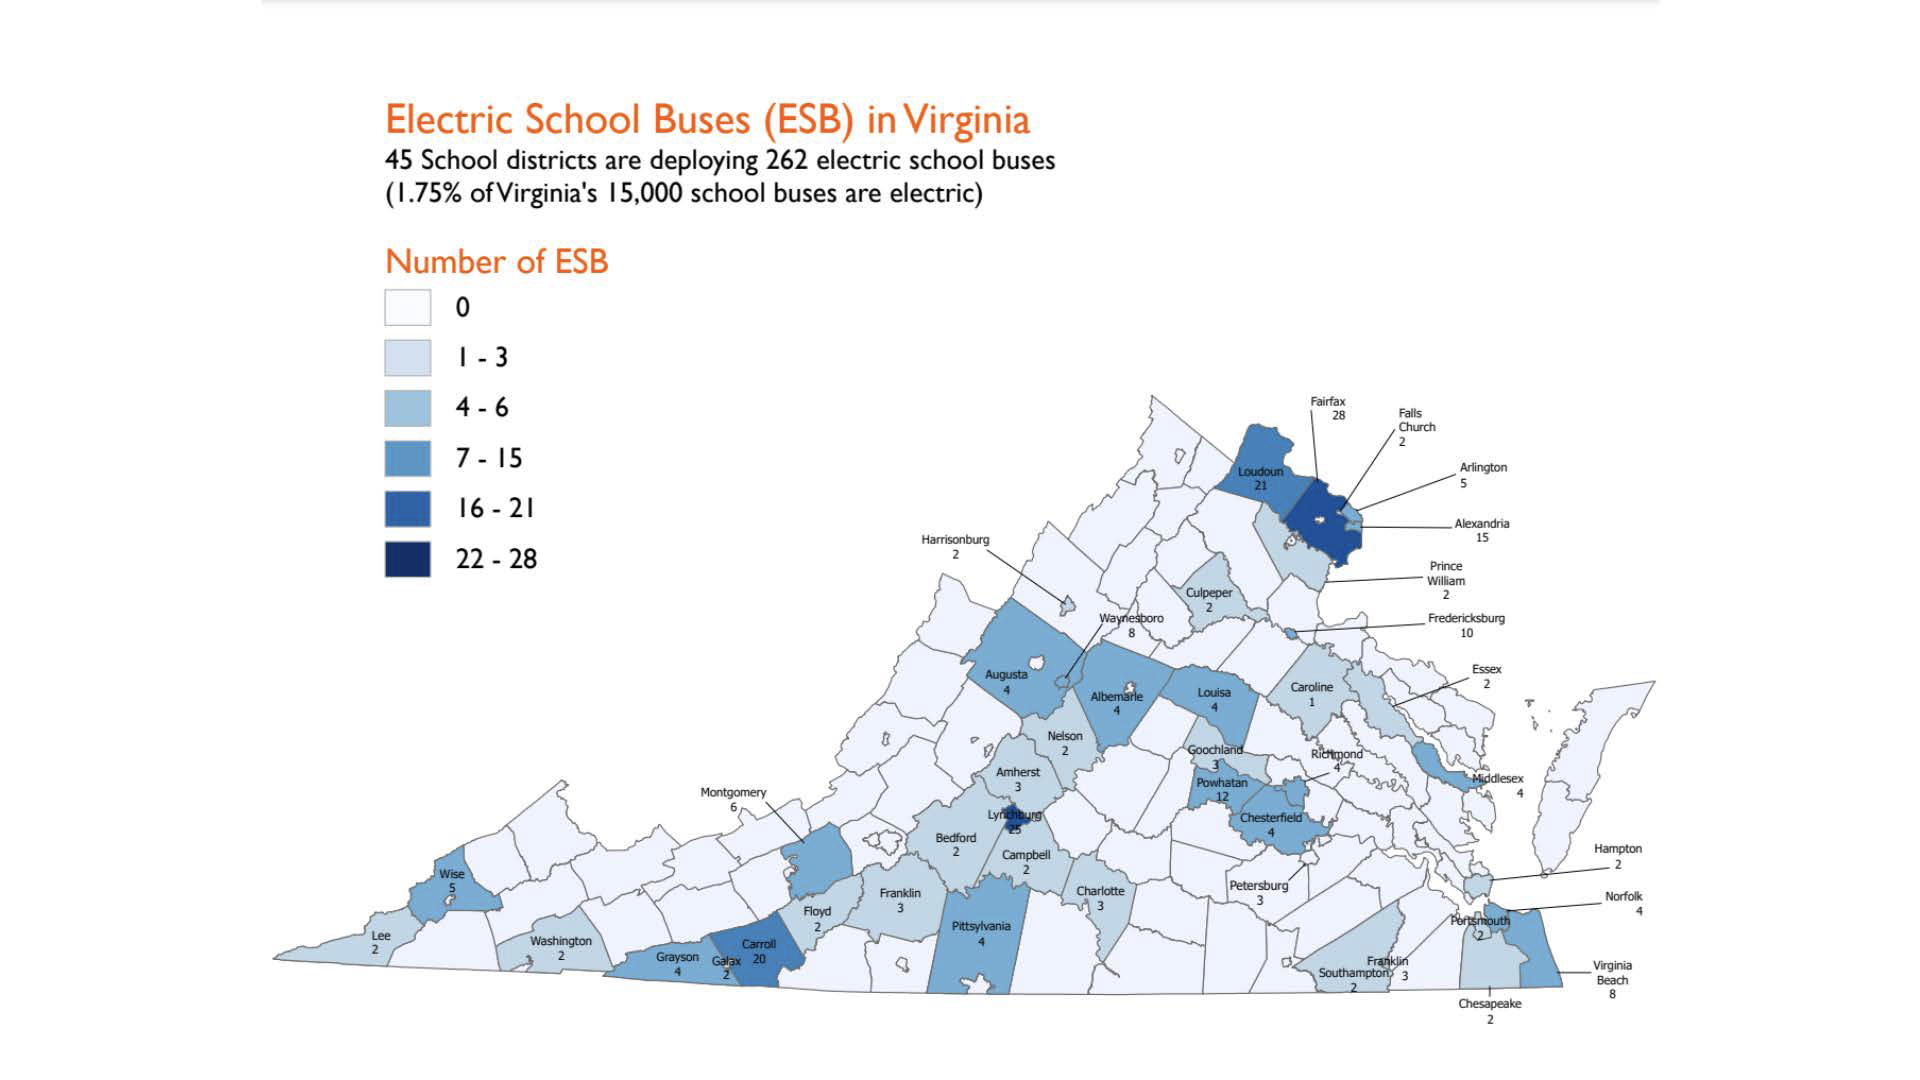 Electric School Buses (ESB) in Virginia
45 School districts are deploying 262 electric school buses
(1.75% of Virginia's 15,000 school buses are electric)
Number of ESB
0
1 - 3
4 - 6
7 - 15
16 - 21
22 - 28
Fairfax
28
Falls
Church
2
Loudoun
21
Arlington
5
Alexandria
15
Harrisonburg
2
Prince
William
2
Culpeper
2
Waynesboro
8
Fredericksburg
10
Augusta
4
Albemarle
4
Louisa
4
Caroline
1
Essex
2
Nelson
2
Goochland
3
Richmond
4
Amherst
3
Powhatan
12
Middlesex
4
Montgomery
6
Lynchburg
25
Chesterfield
4
Bedford
2
Campbell
2
Hampton
2
Wise
5
Franklin
3
Charlotte
3
Petersburg
3
Norfolk
4
Floyd
2
Pittsylvania
4
Portsmouth
2
Lee
2
Washington
2
Carroll
20
Grayson
4
Galax
2
Franklin
3
Southampton
2
Virginia
Beach
8
Chesapeake
2